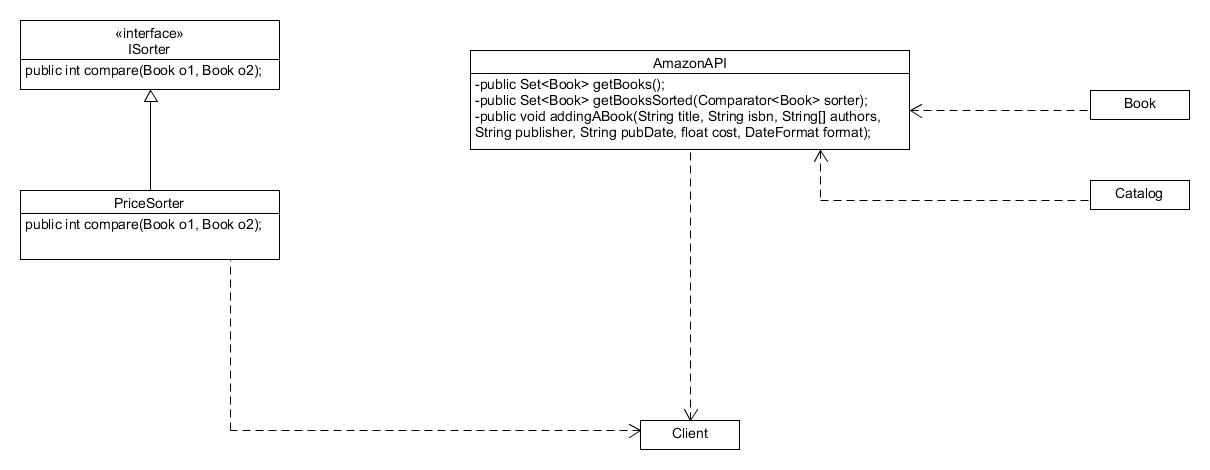 «interface»
ISorter
public int compare(Book o1, Book o2);
PriceSorter
public int compare(Book o1, Book o2);
AmazonAPI
-public Set<Book> getBooks();
-public Set<Book> getBooksSorted(Comparator<Book> sorter);
-public void addingABook(String title, String isbn, String[] authors,
String publisher, String pubDate, float cost, DateFormat format);
Book
Catalog
Client